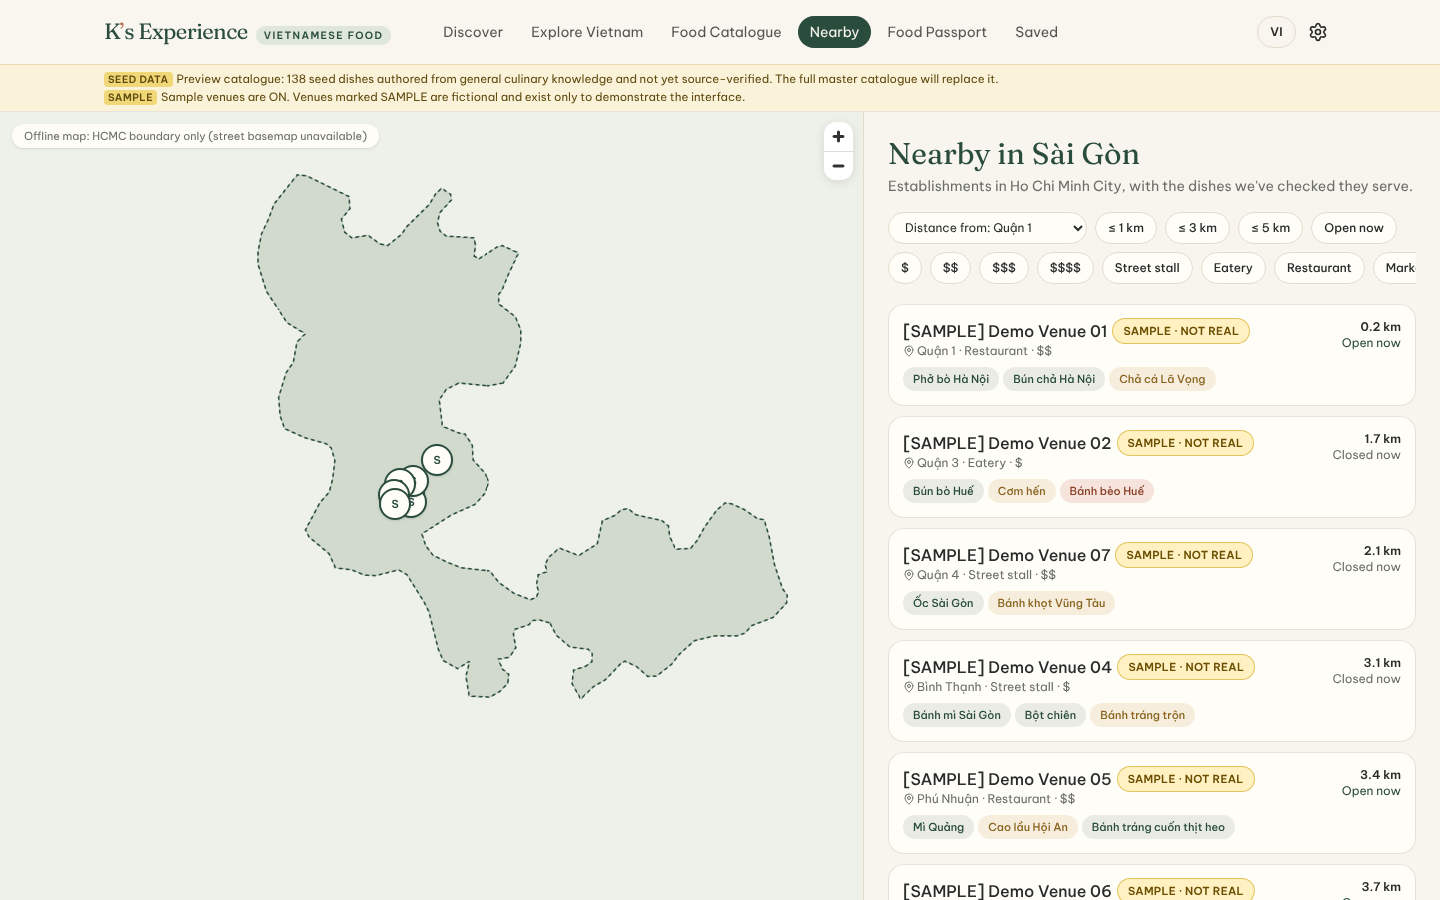 K's Experience VIETNAMESE FOOD Discover Explore Vietnam Food Catalogue Nearby Food Passport Saved VI
SEED DATA Preview catalogue: 138 seed dishes authored from general culinary knowledge and not yet source-verified. The full master catalogue will replace it.
SAMPLE Sample venues are ON. Venues marked SAMPLE are fictional and exist only to demonstrate the interface.
Offline map: HCMC boundary only (street basemap unavailable)
+
−
S
S
S
Nearby in Sài Gòn
Establishments in Ho Chi Minh City, with the dishes we've checked they serve.
Distance from: Quận 1 ≤ 1 km ≤ 3 km ≤ 5 km Open now
$ $$ $$$ $$$$ Street stall Eatery Restaurant
[SAMPLE] Demo Venue 01 SAMPLE · NOT REAL 0.2 km
Quận 1 · Restaurant · $$ Open now
Phở bò Hà Nội Bún chả Hà Nội Chả cá Lã Vọng
[SAMPLE] Demo Venue 02 SAMPLE · NOT REAL 1.7 km
Quận 3 · Eatery · $ Closed now
Bún bò Huế Cơm hến Bánh bèo Huế
[SAMPLE] Demo Venue 07 SAMPLE · NOT REAL 2.1 km
Quận 4 · Street stall · $$ Closed now
Ốc Sài Gòn Bánh khọt Vũng Tàu
[SAMPLE] Demo Venue 04 SAMPLE · NOT REAL 3.1 km
Bình Thạnh · Street stall · $ Closed now
Bánh mì Sài Gòn Bột chiên Bánh tráng trộn
[SAMPLE] Demo Venue 05 SAMPLE · NOT REAL 3.4 km
Phú Nhuận · Restaurant · $$ Open now
Mì Quảng Cao lầu Hội An Bánh tráng cuốn thịt heo
[SAMPLE] Demo Venue 06 SAMPLE · NOT REAL 3.7 km